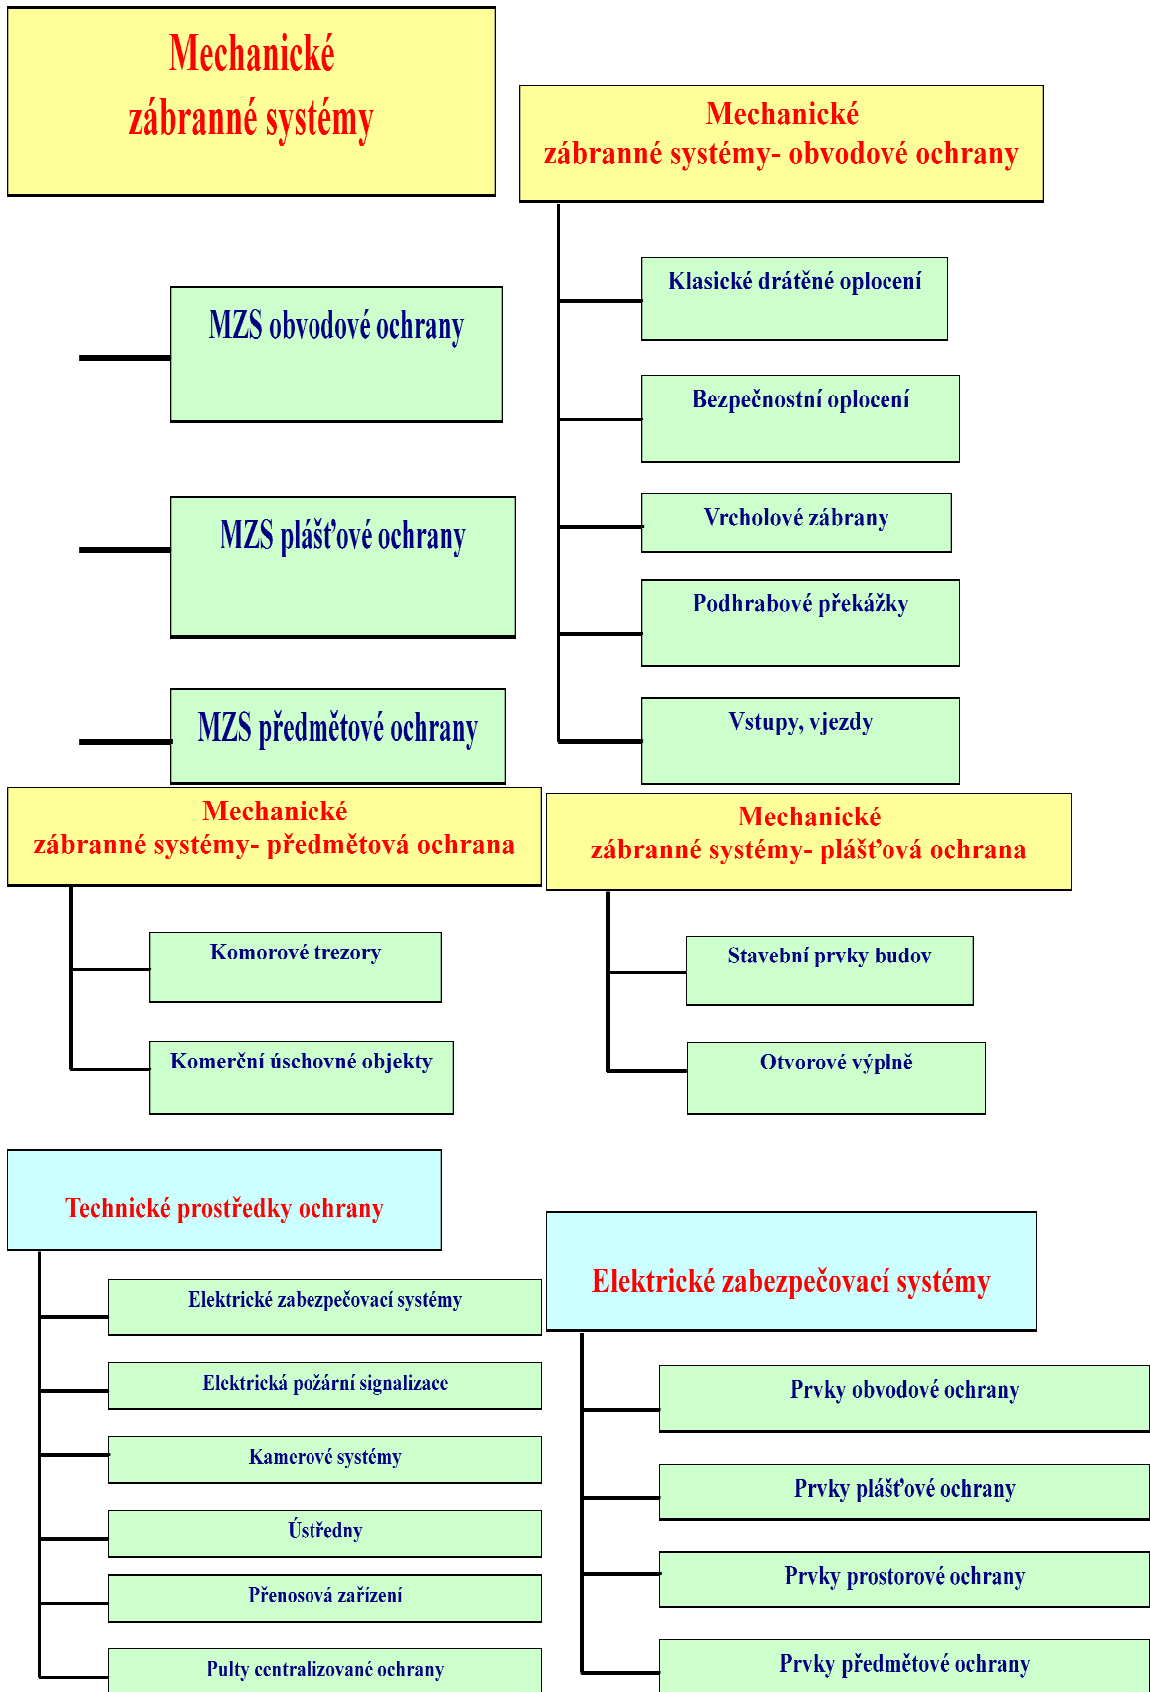 Mechanické
zábranné systémy
MZS obvodové ochrany
MZS plášťové ochrany
MZS předmětové ochrany
Mechanické
zábranné systémy- obvodové ochrany
Klasické drátěné oplocení
Bezpečnostní oplocení
Vrcholové zábrany
Podhrabové překážky
Vstupy, vjezdy
Mechanické
zábranné systémy- předmětová ochrana
Komorové trezory
Komerční úschovné objekty
Mechanické
zábranné systémy- plášťová ochrana
Stavební prvky budov
Otvorové výplně
Technické prostředky ochrany
Elektrické zabezpečovací systémy
Elektrická požární signalizace
Kamerové systémy
Ústředny
Přenosová zařízení
Pulty centralizované ochrany
Elektrické zabezpečovací systémy
Prvky obvodové ochrany
Prvky plášťové ochrany
Prvky prostorové ochrany
Prvky předmětové ochrany